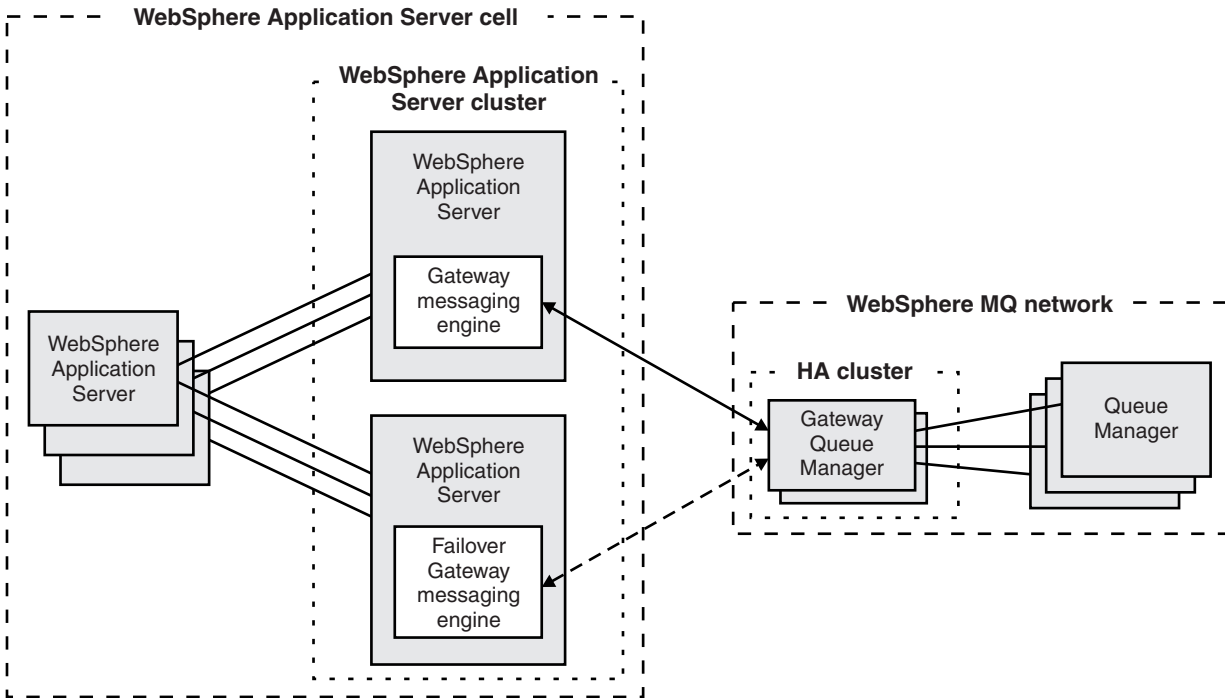 WebSphere Application Server cell
WebSphere Application
Server cluster
WebSphere
Application
Server
Gateway
messaging
engine
WebSphere
Application
Server
WebSphere
Application
Server
Failover
Gateway
messaging
engine
WebSphere MQ network
HA cluster
Gateway
Queue
Manager
Queue
Manager